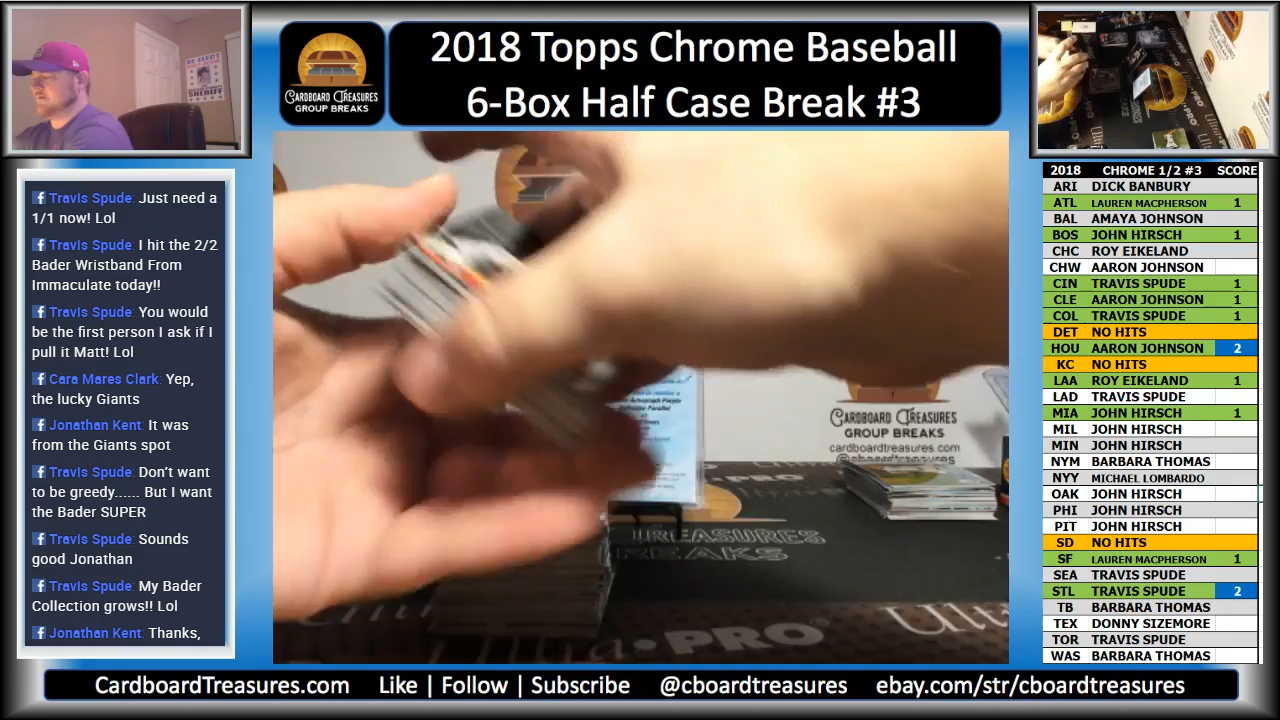 2018 Topps Chrome Baseball
6-Box Half Case Break #3
CARDBOARD TREASURES
GROUP BREAKS
SHERIFF
Travis Spude: Just need a
1/1 now! Lol
Travis Spude: I hit the 2/2
Bader Wristband From
Immaculate today!!
Travis Spude: You would
be the first person I ask if I
pull it Matt! Lol
Cara Mares Clark: Yep,
the lucky Giants
Jonathan Kent: It was
from the Giants spot
Travis Spude: Don't want
to be greedy...... But I want
the Bader SUPER
Travis Spude: Sounds
good Jonathan
Travis Spude: My Bader
Collection grows!! Lol
Jonathan Kent: Thanks,
CARDBOARD TREASURES
GROUP BREAKS
cardboardtreasures.com
@cboardtreasures
TREASURES
BREAKS
Ultra•PRO
Ult
2018 CHROME 1/2 #3 SCORE
ARI DICK BANBURY
ATL LAUREN MACPHERSON 1
BAL AMAYA JOHNSON
BOS JOHN HIRSCH 1
CHC ROY EIKELAND
CHW AARON JOHNSON
CIN TRAVIS SPUDE 1
CLE AARON JOHNSON 1
COL TRAVIS SPUDE 1
DET NO HITS
HOU AARON JOHNSON 2
KC NO HITS
LAA ROY EIKELAND 1
LAD TRAVIS SPUDE
MIA JOHN HIRSCH 1
MIL JOHN HIRSCH
MIN JOHN HIRSCH
NYM BARBARA THOMAS
NYY MICHAEL LOMBARDO
OAK JOHN HIRSCH
PHI JOHN HIRSCH
PIT JOHN HIRSCH
SD NO HITS
SF LAUREN MACPHERSON 1
SEA TRAVIS SPUDE
STL TRAVIS SPUDE 2
TB BARBARA THOMAS
TEX DONNY SIZEMORE
TOR TRAVIS SPUDE
WAS BARBARA THOMAS
CardboardTreasures.com Like | Follow | Subscribe @cboardtreasures ebay.com/str/cboardtreasures